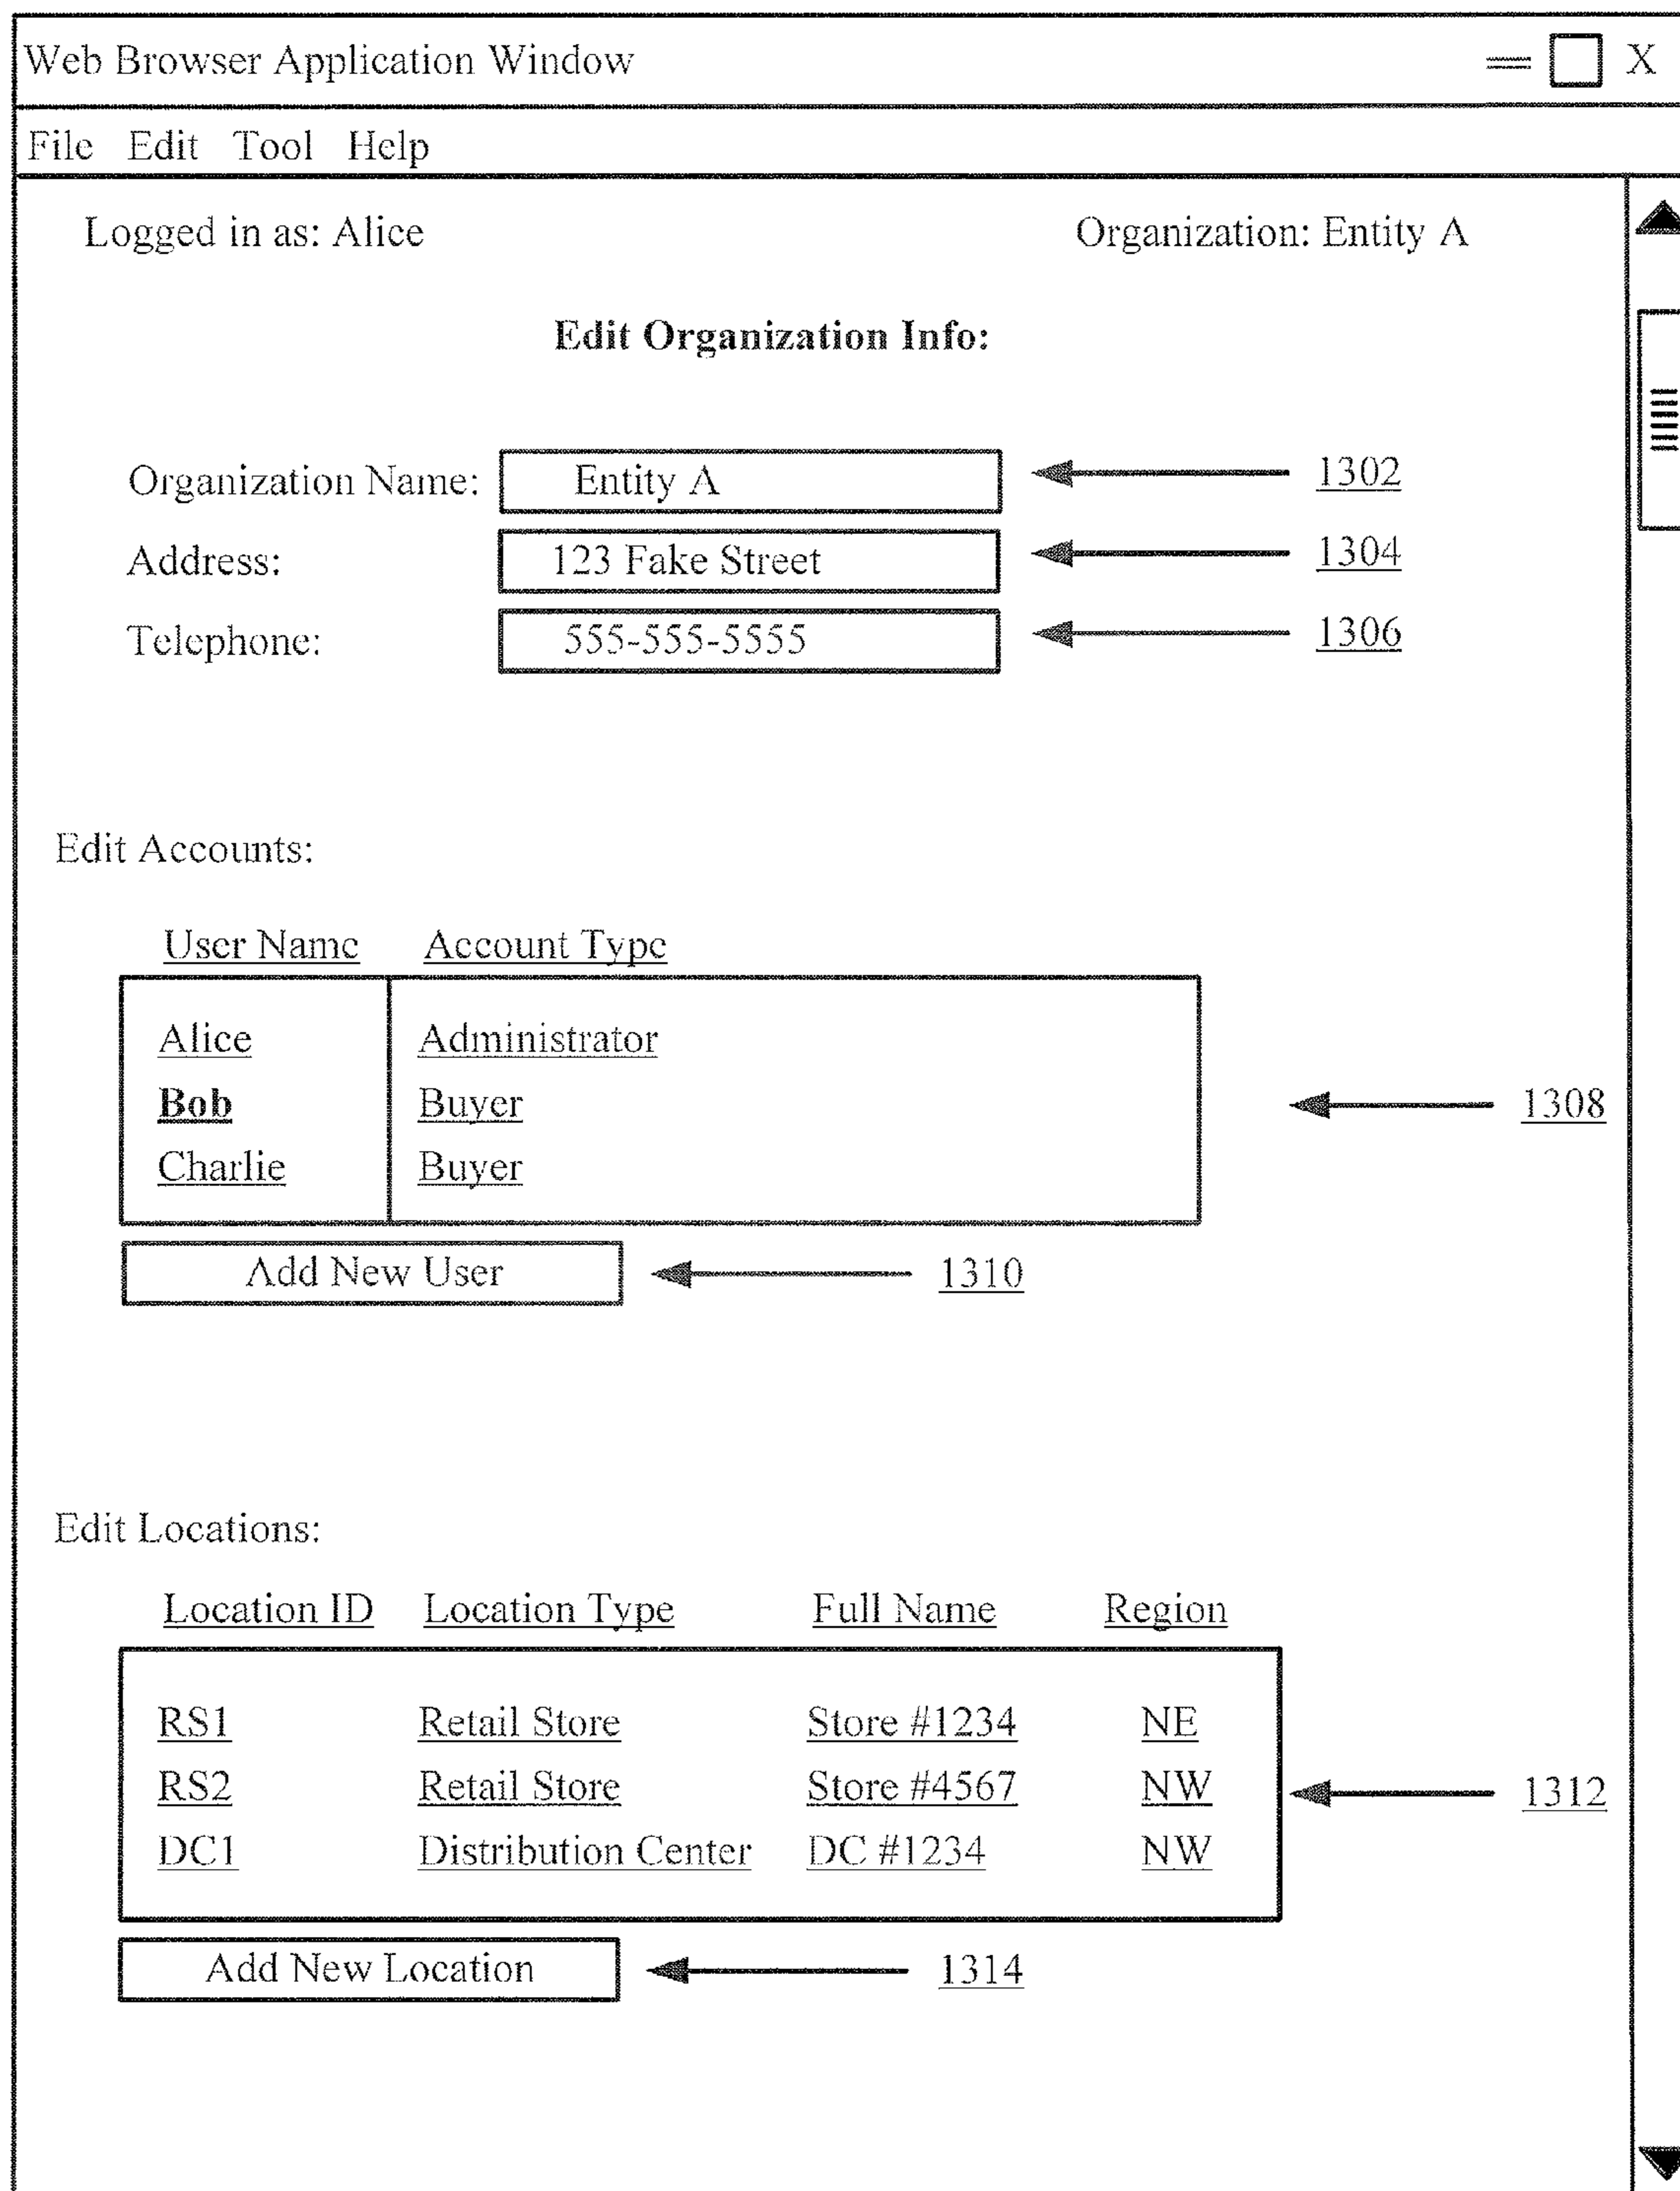 Web Browser Application Window X
File Edit Tool Help
Logged in as: Alice Organization: Entity A
Edit Organization Info:
Organization Name: Entity A 1302
Address: 123 Fake Street 1304
Telephone: 555-555-5555 1306
Edit Accounts:
User Name Account Type
Alice Administrator
Bob Buyer 1308
Charlie Buyer
Add New User 1310
Edit Locations:
Location ID Location Type Full Name Region
RS1 Retail Store Store #1234 NE
RS2 Retail Store Store #4567 NW 1312
DC1 Distribution Center DC #1234 NW
Add New Location 1314